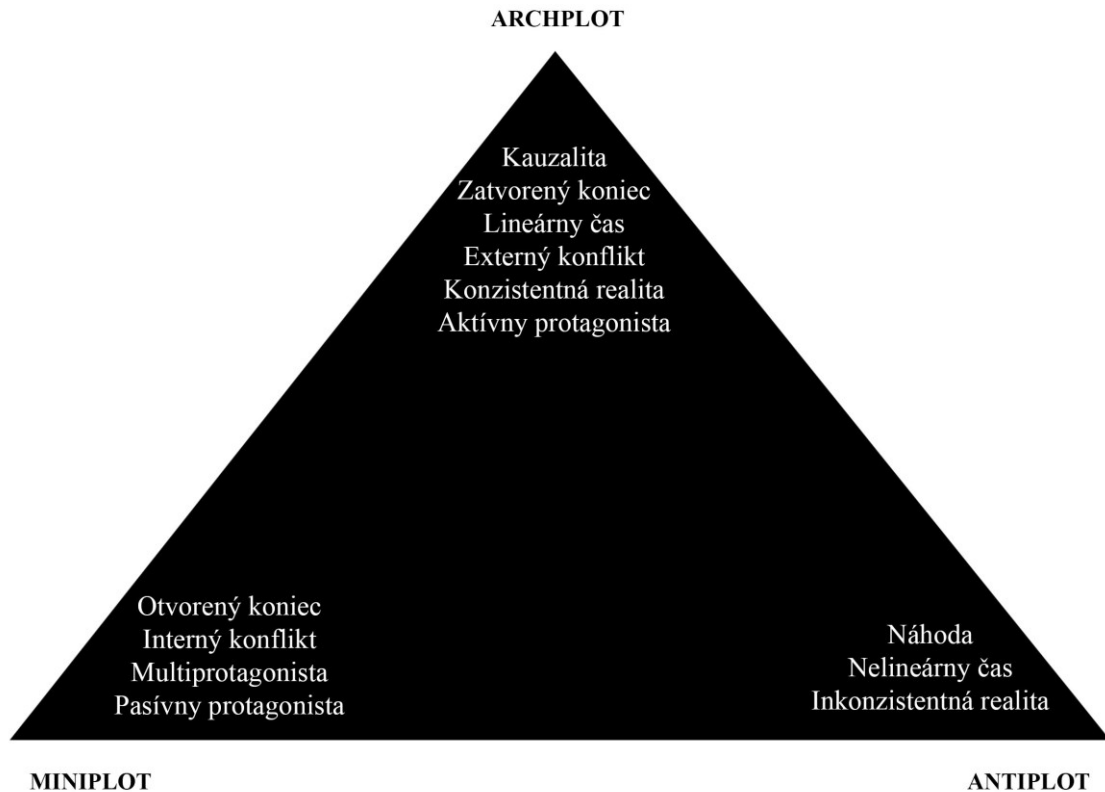 ARCHPLOT
Kauzalita
Zatvorený koniec
Lineárny čas
Externý konflikt
Konzistentná realita
Aktívny protagonista
Otvorený koniec
Interný konflikt
Multiprotagonista
Pasívny protagonista
Náhoda
Nelineárny čas
Inkonzistentná realita
MINIPLOT
ANTIPLOT